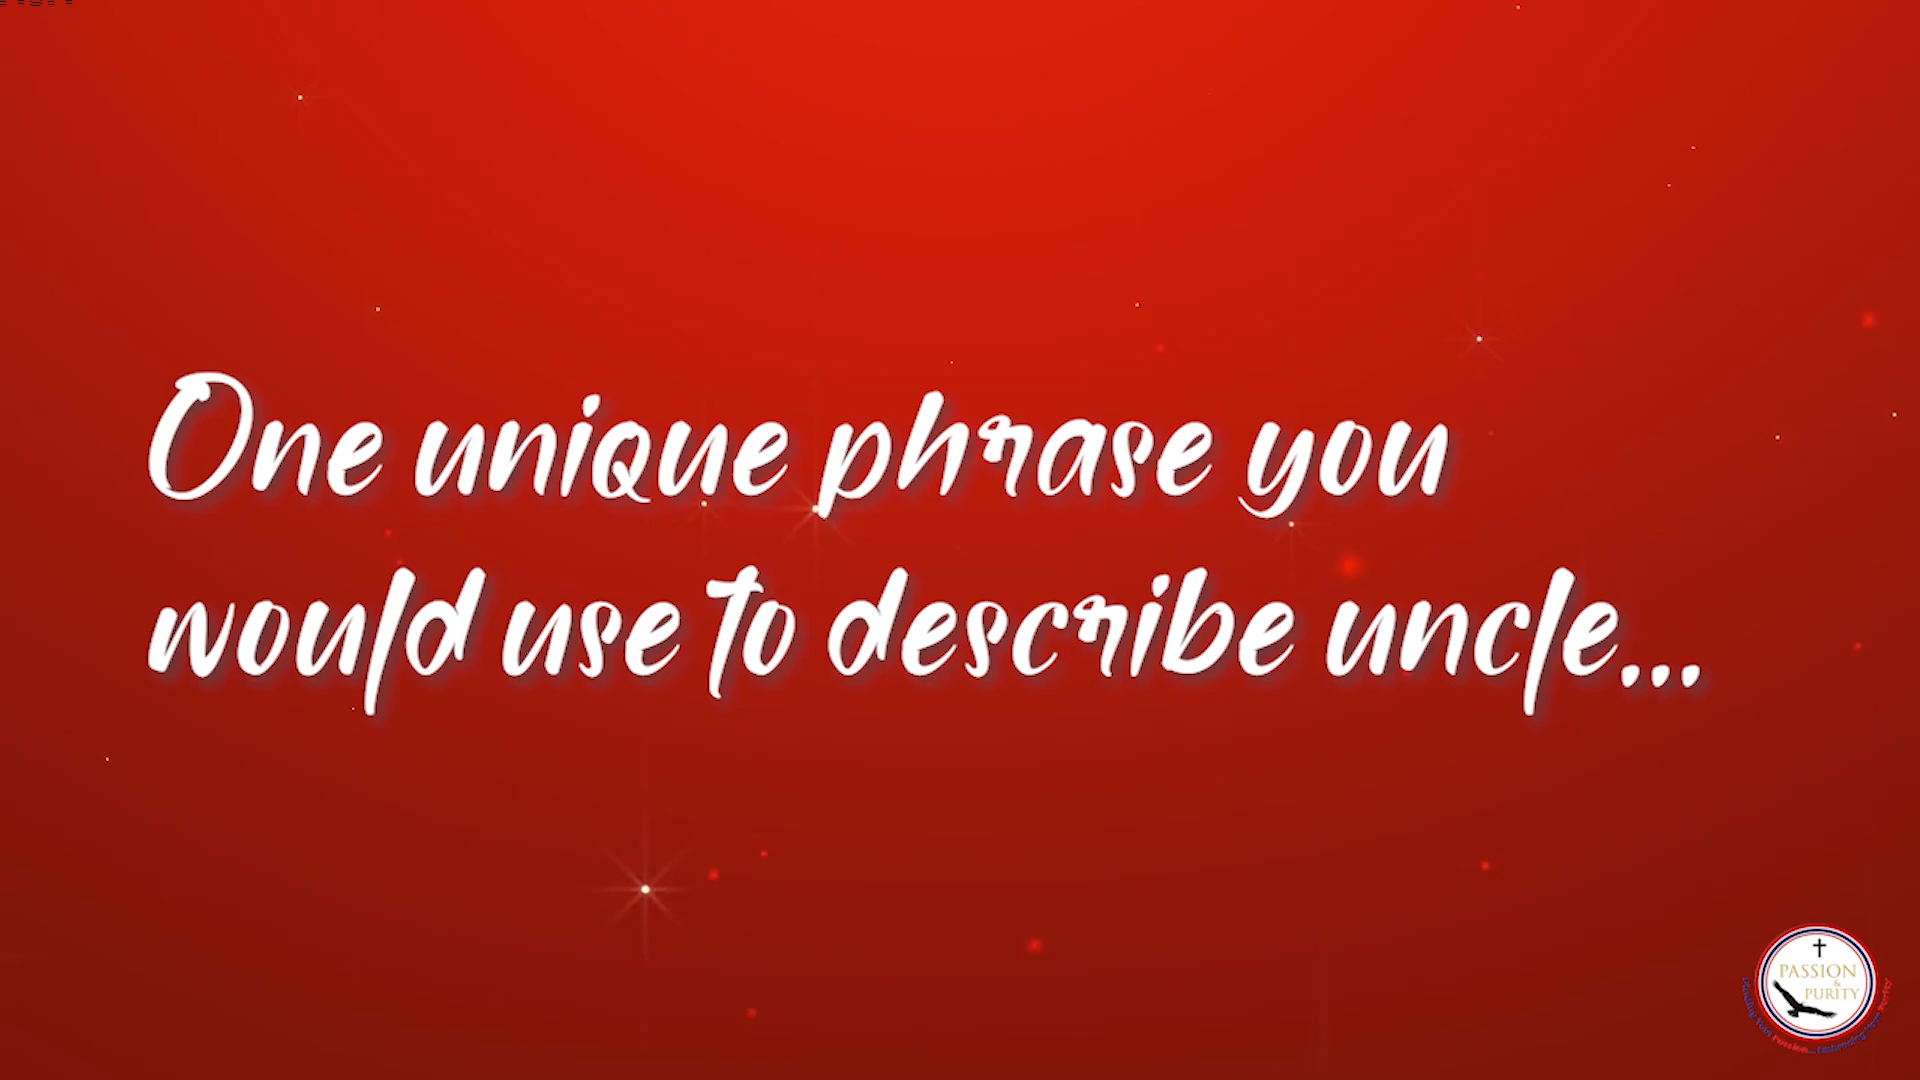 One unique phrase you
would use to describe uncle...
PASSION
&
PURITY